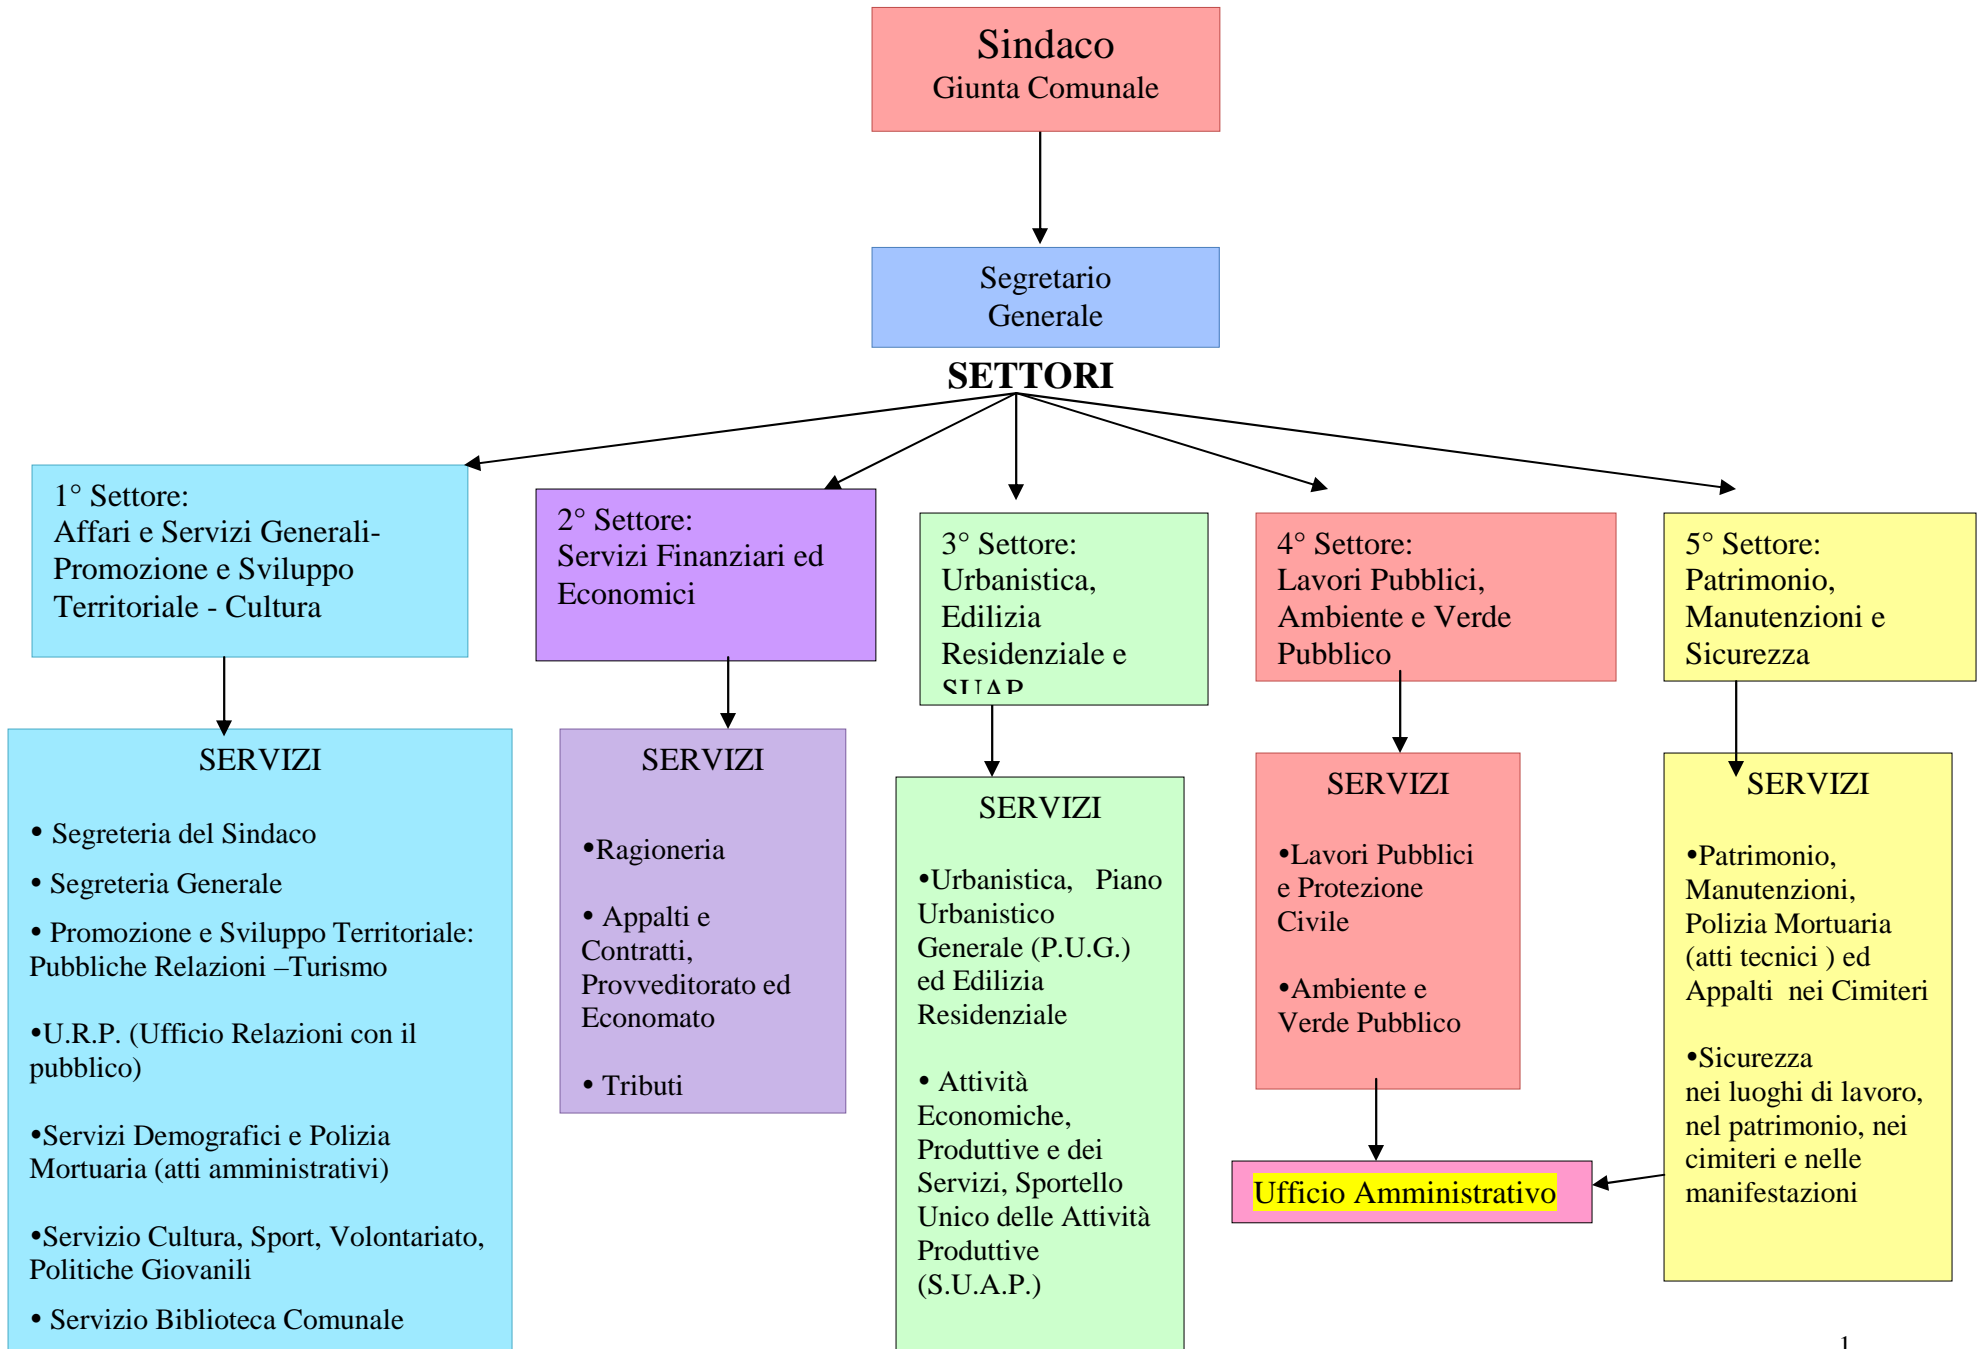 Sindaco
Giunta Comunale
Segretario
Generale
SETTORI
1° Settore:
Affari e Servizi Generali-
Promozione e Sviluppo
Territoriale - Cultura
2° Settore:
Servizi Finanziari ed
Economici
3° Settore:
Urbanistica,
Edilizia
Residenziale e
SUAP
4° Settore:
Lavori Pubblici,
Ambiente e Verde
Pubblico
5° Settore:
Patrimonio,
Manutenzioni e
Sicurezza
SERVIZI
• Segreteria del Sindaco
• Segreteria Generale
• Promozione e Sviluppo Territoriale:
Pubbliche Relazioni –Turismo
•U.R.P. (Ufficio Relazioni con il
pubblico)
•Servizi Demografici e Polizia
Mortuaria (atti amministrativi)
•Servizio Cultura, Sport, Volontariato,
Politiche Giovanili
• Servizio Biblioteca Comunale
SERVIZI
•Ragioneria
• Appalti e
Contratti,
Provveditorato ed
Economato
• Tributi
SERVIZI
•Urbanistica, Piano
Urbanistico
Generale (P.U.G.)
ed Edilizia
Residenziale
• Attività
Economiche,
Produttive e dei
Servizi, Sportello
Unico delle Attività
Produttive
(S.U.A.P.)
SERVIZI
•Lavori Pubblici
e Protezione
Civile
•Ambiente e
Verde Pubblico
Ufficio Amministrativo
SERVIZI
•Patrimonio,
Manutenzioni,
Polizia Mortuaria
(atti tecnici ) ed
Appalti nei Cimiteri
•Sicurezza
nei luoghi di lavoro,
nel patrimonio, nei
cimiteri e nelle
manifestazioni
1